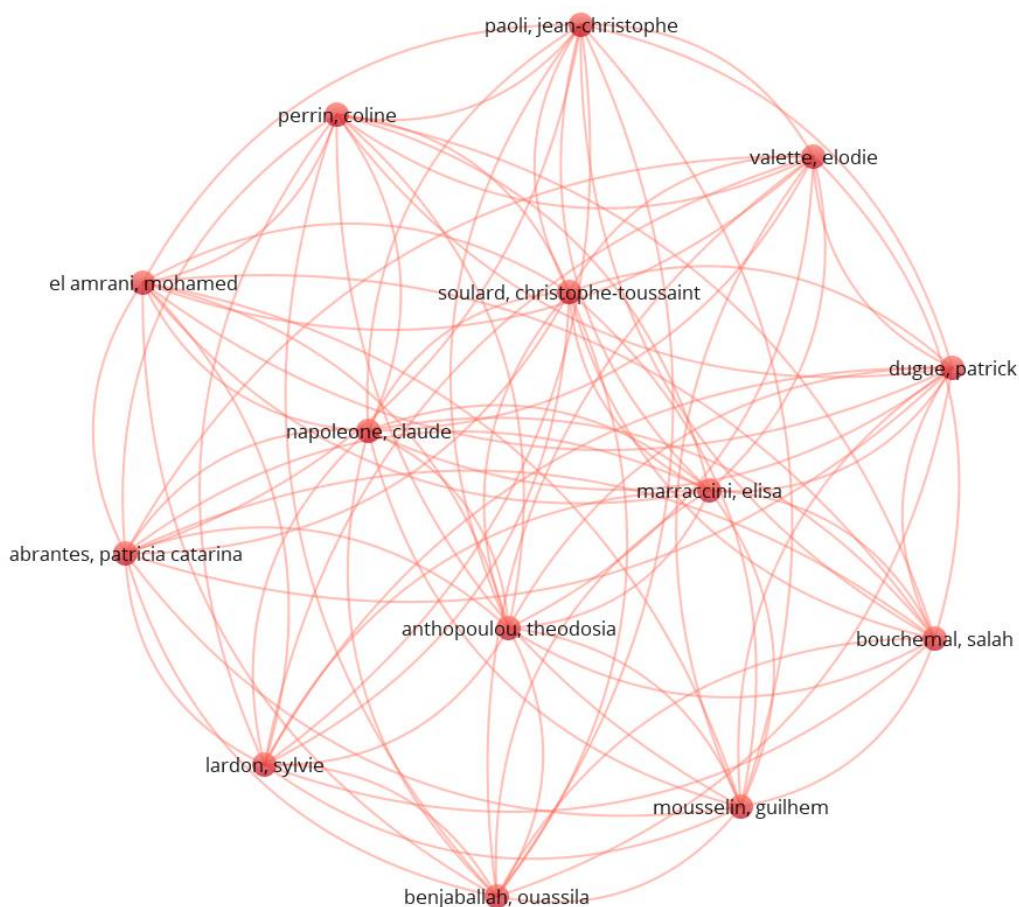 paoli, jean-christophe
perrin, coline
valette, elodie
el amrani, mohamed
soulard, christophe-toussaint
dugue, patrick
napoleone, claude
marraccini, elisa
abrantes, patricia catarina
anthopoulou, theodosia
bouchemal, salah
lardon, sylvie
mousselin, guilhem
benjaballah, ouassila